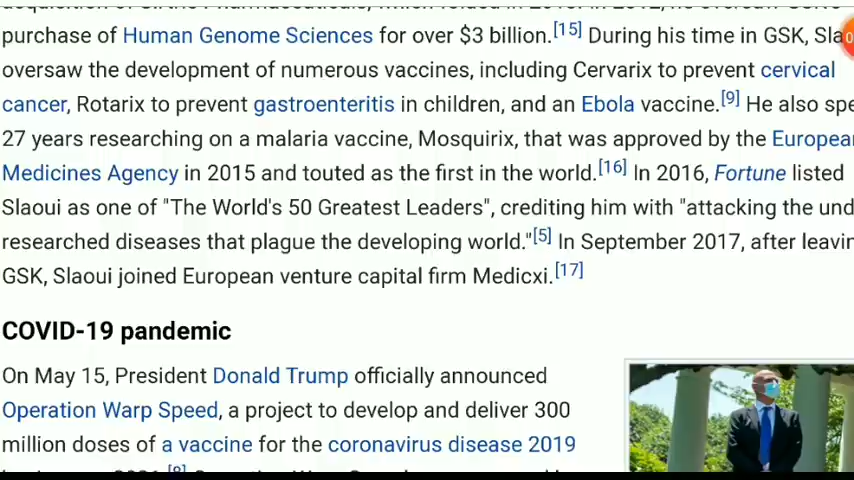 purchase of Human Genome Sciences for over $3 billion.[15] During his time in GSK, Sla
oversaw the development of numerous vaccines, including Cervarix to prevent cervical
cancer, Rotarix to prevent gastroenteritis in children, and an Ebola vaccine.[9] He also spe
27 years researching on a malaria vaccine, Mosquirix, that was approved by the European
Medicines Agency in 2015 and touted as the first in the world.[16] In 2016, Fortune listed
Slaoui as one of "The World's 50 Greatest Leaders", crediting him with "attacking the und
researched diseases that plague the developing world."[5] In September 2017, after leavin
GSK, Slaoui joined European venture capital firm Medicxi.[17]
COVID-19 pandemic
On May 15, President Donald Trump officially announced
Operation Warp Speed, a project to develop and deliver 300
million doses of a vaccine for the coronavirus disease 2019